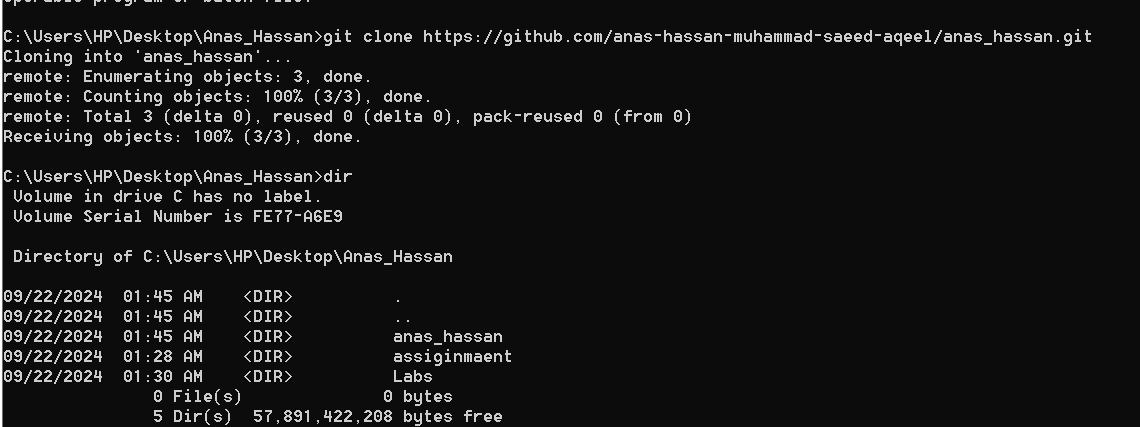 operable program or batch file.
C:\Users\HP\Desktop\Anas_Hassan>git clone https://github.com/anas-hassan-muhammad-saeed-aqeel/anas_hassan.git
Cloning into 'anas_hassan'...
remote: Enumerating objects: 3, done.
remote: Counting objects: 100% (3/3), done.
remote: Total 3 (delta 0), reused 0 (delta 0), pack-reused 0 (from 0)
Receiving objects: 100% (3/3), done.
C:\Users\HP\Desktop\Anas_Hassan>dir
Volume in drive C has no label.
Volume Serial Number is FE77-A6E9
Directory of C:\Users\HP\Desktop\Anas_Hassan
09/22/2024 01:45 AM <DIR> .
09/22/2024 01:45 AM <DIR> ..
09/22/2024 01:45 AM <DIR> anas_hassan
09/22/2024 01:28 AM <DIR> assiginmaent
09/22/2024 01:30 AM <DIR> Labs
0 File(s) 0 bytes
5 Dir(s) 57,891,422,208 bytes free